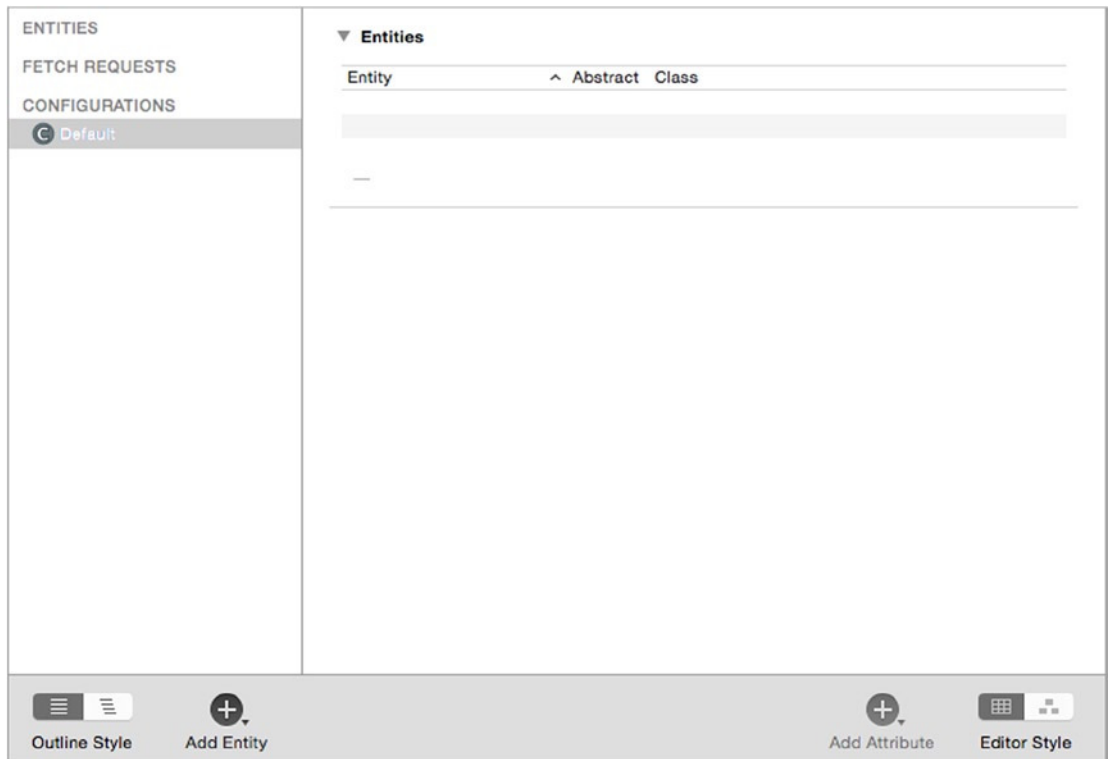 ENTITIES
FETCH REQUESTS
CONFIGURATIONS
C Default
Entities
Entity Abstract Class
Outline Style
Add Entity
Add Attribute
Editor Style